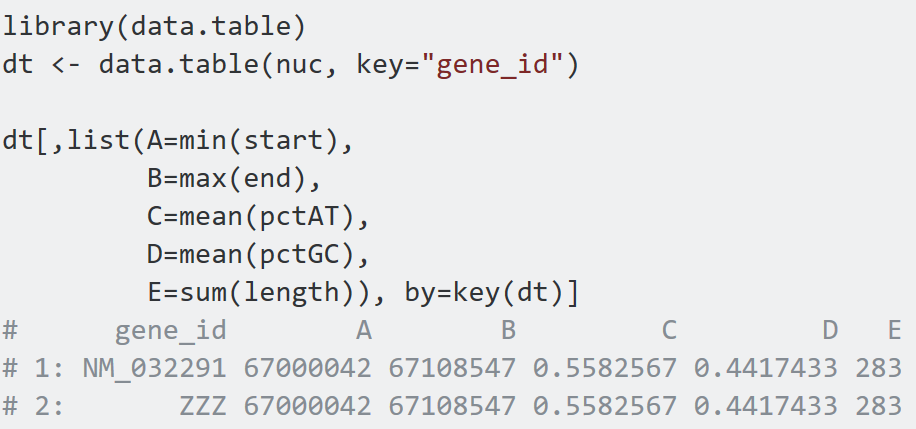 library(data.table)
dt <- data.table(nuc, key="gene_id")

dt[,list(A=min(start),
         B=max(end),
         C=mean(pctAT),
         D=mean(pctGC),
         E=sum(length)), by=key(dt)]
#      gene_id        A        B         C         D   E
# 1: NM_032291 67000042 67108547 0.5582567 0.4417433 283
# 2:       ZZZ 67000042 67108547 0.5582567 0.4417433 283